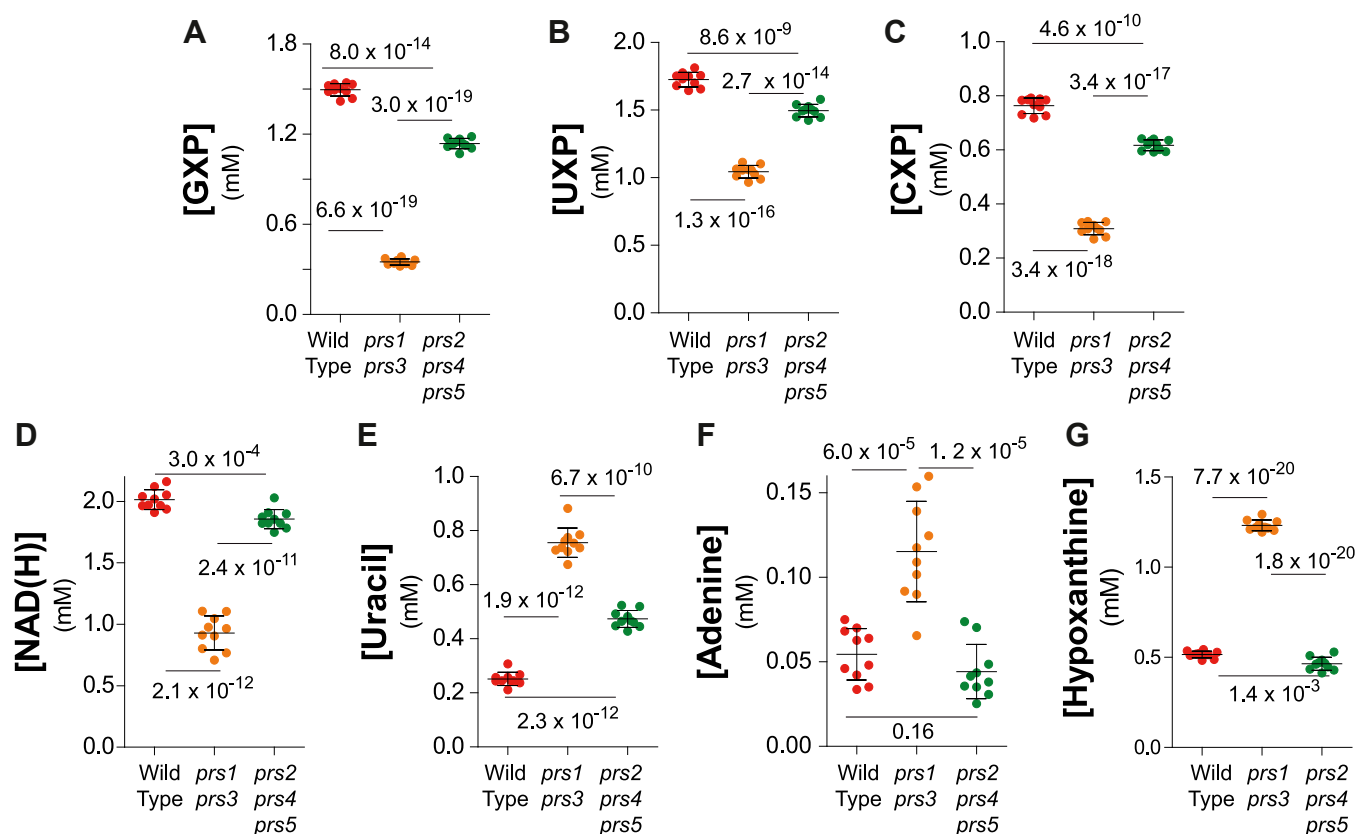 A
[GXP]
(mM)
1.8
1.2
0.6
0.0
8.0 x 10-14
3.0 x 10-19
6.6 x 10-19
Wild
Type
prs1
prs3
prs2
prs4
prs5
B
[UXP]
(mM)
2.0
1.5
1.0
0.5
0.0
8.6 x 10-9
2.7 x 10-14
1.3 x 10-16
Wild
Type
prs1
prs3
prs2
prs4
prs5
C
[CXP]
(mM)
1.0
0.8
0.6
0.4
0.2
0.0
4.6 x 10-10
3.4 x 10-17
3.4 x 10-18
Wild
Type
prs1
prs3
prs2
prs4
prs5
D
[NAD(H)]
(mM)
2.0
1.0
0.0
3.0 x 10-4
2.4 x 10-11
2.1 x 10-12
Wild
Type
prs1
prs3
prs2
prs4
prs5
E
[Uracil]
(mM)
1.0
0.8
0.6
0.4
0.2
0.0
6.7 x 10-10
1.9 x 10-12
2.3 x 10-12
Wild
Type
prs1
prs3
prs2
prs4
prs5
F
[Adenine]
(mM)
0.15
0.10
0.05
0.00
6.0 x 10-5
1.2 x 10-5
0.16
Wild
Type
prs1
prs3
prs2
prs4
prs5
G
[Hypoxanthine]
(mM)
1.5
1.0
0.5
0.0
7.7 x 10-20
1.8 x 10-20
1.4 x 10-3
Wild
Type
prs1
prs3
prs2
prs4
prs5